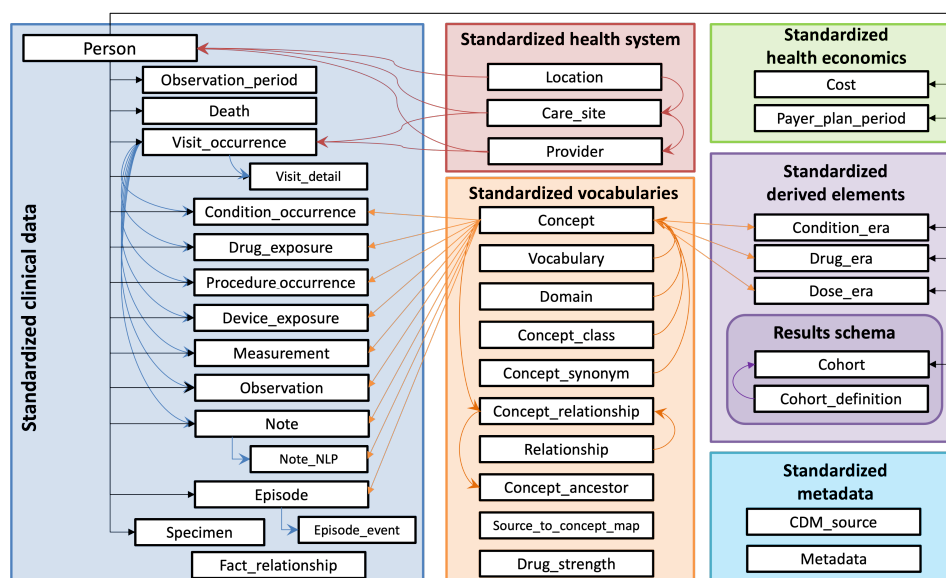 Standardized clinical data
Person
Observation_period
Death
Visit_occurrence
Visit_detail
Condition_occurrence
Drug_exposure
Procedure_occurrence
Device_exposure
Measurement
Observation
Note
Note_NLP
Episode
Episode_event
Specimen
Fact_relationship
Standardized health system
Location
Care_site
Provider
Standardized vocabularies
Concept
Vocabulary
Domain
Concept_class
Concept_synonym
Concept_relationship
Relationship
Concept_ancestor
Source_to_concept_map
Drug_strength
Standardized
health economics
Cost
Payer_plan_period
Standardized
derived elements
Condition_era
Drug_era
Dose_era
Results schema
Cohort
Cohort_definition
Standardized
metadata
CDM_source
Metadata